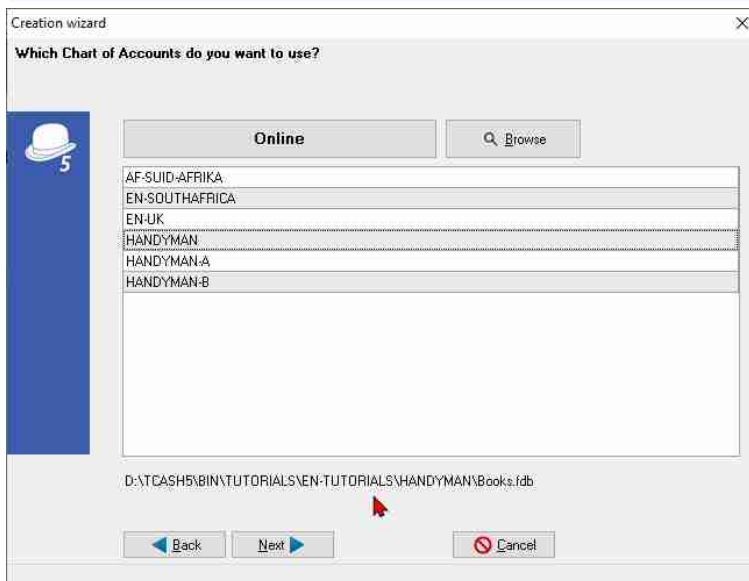 Creation wizard
Which Chart of Accounts do you want to use?
5
Online
Browse
AF-SUID-AFRIKA
EN-SOUTHAFRICA
EN-UK
HANDYMAN
HANDYMAN-A
HANDYMAN-B
D:\TCASH5\BIN\TUTORIALS\EN-TUTORIALS\HANDYMAN\Books.fdb
Back Next Cancel